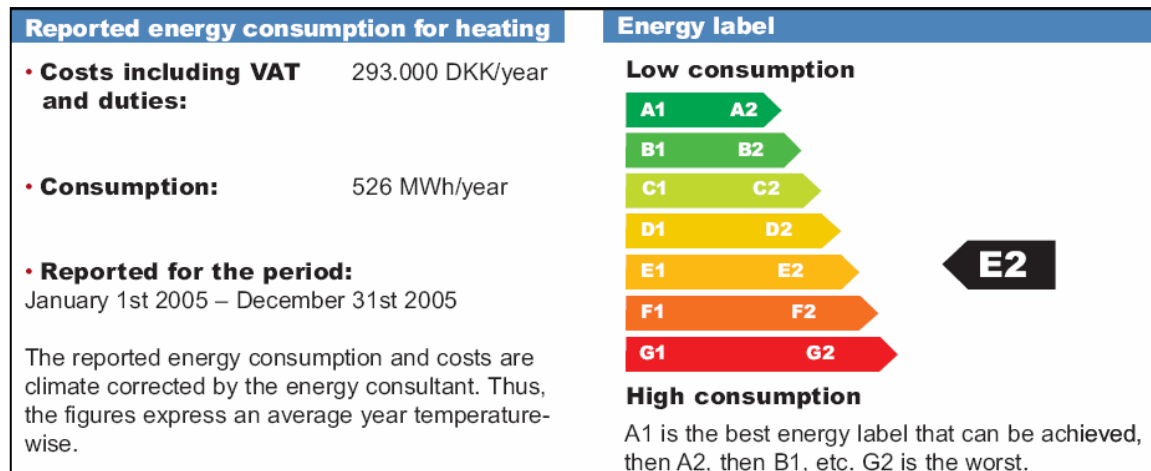 Reported energy consumption for heating
• Costs including VAT and duties: 293.000 DKK/year
• Consumption: 526 MWh/year
• Reported for the period:
January 1st 2005 – December 31st 2005
The reported energy consumption and costs are
climate corrected by the energy consultant. Thus,
the figures express an average year temperature-
wise.
Energy label
Low consumption
A1 A2
B1 B2
C1 C2
D1 D2
E1 E2
F1 F2
G1 G2
E2
High consumption
A1 is the best energy label that can be achieved,
then A2, then B1, etc. G2 is the worst.